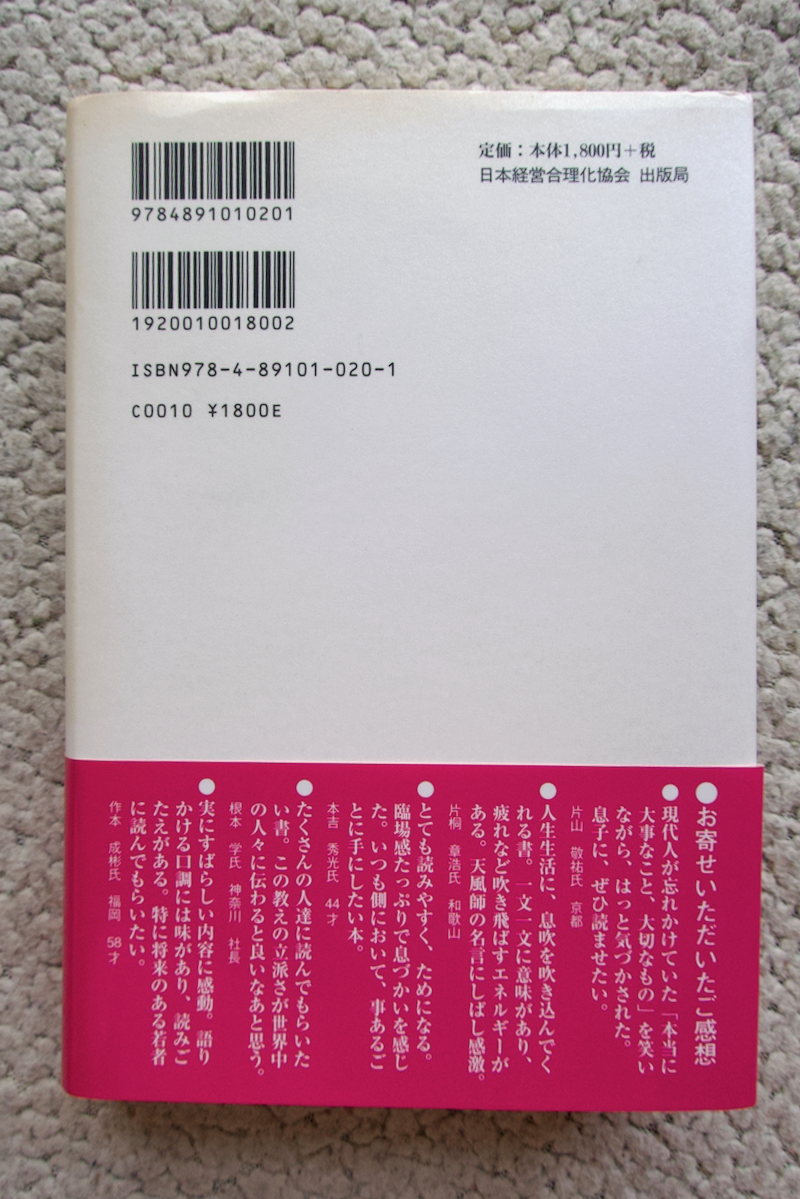 9784891010201
定価：本体1,800円＋税
日本経営合理化協会 出版局
1920010018002
ISBN978-4-89101-020-1
C0010 ¥1800E
●お寄せいただいたご感想
●現代人が忘れかけていた「本当に
大事なこと、大切なもの」を笑い
ながら、はっと気づかされた。
息子に、ぜひ読ませたい。
片山 敬祐氏 京都
●人生生活に、息吹を吹き込んでく
れる書。一文一文に意味があり、
疲れなど吹き飛ばすエネルギーが
ある。天風師の名言にしばし感激。
片桐 章浩氏 和歌山
●とても読みやすく、ためになる。
臨場感たっぷりで息づかいを感じ
た。いつも側において、事あるご
とに手にしたい本。
本吉 秀光氏 44才
●たくさんの人達に読んでもらいた
い書。この教えの立派さが世界中
の人々に伝わると良いなあと思う。
根本 学氏 神奈川 社長
●実にすばらしい内容に感動。語り
かける口調には味があり、読みご
たえがある。特に将来のある若者
に読んでもらいたい。
作本 成彬氏 福岡 58才